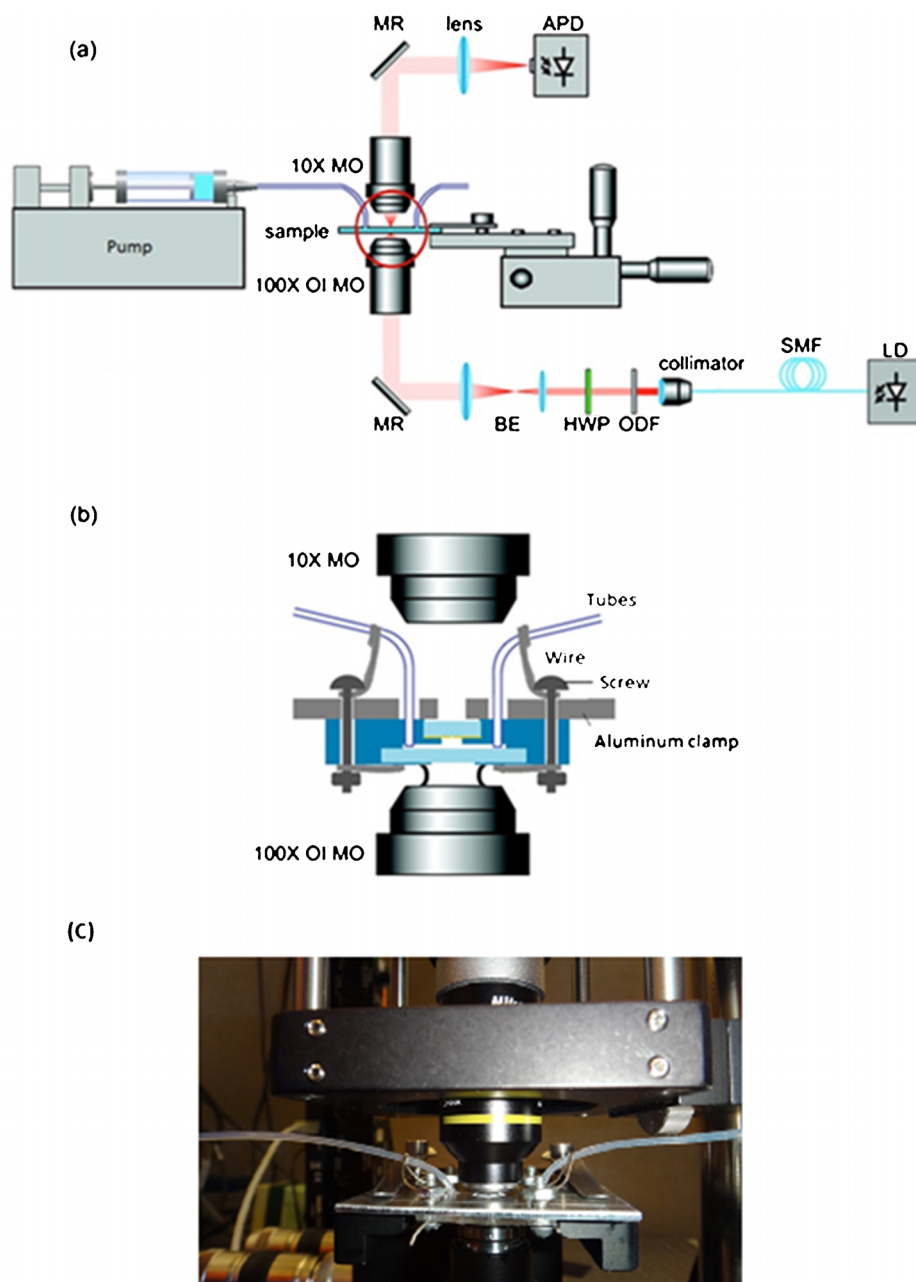 (a)
MR
lens
APD
10X MO
sample
Pump
100X OI MO
MR
BE
HWP
ODF
collimator
SMF
LD
(b)
10X MO
Tubes
Wire
Screw
Aluminum clamp
100X OI MO
(C)